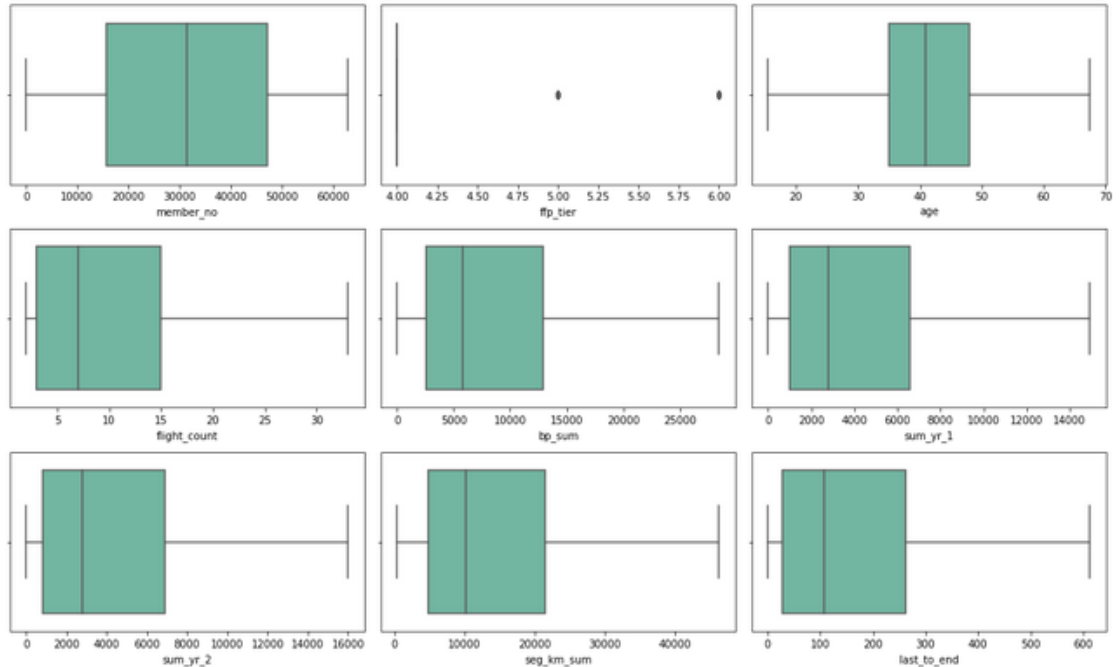 0 10000 20000 30000 40000 50000 60000
member_no
4.00 4.25 4.50 4.75 5.00 5.25 5.50 5.75 6.00
ffp_tier
20 30 40 50 60 70
age
5 10 15 20 25 30
flight_count
0 5000 10000 15000 20000 25000
bp_sum
0 2000 4000 6000 8000 10000 12000 14000
sum_yr_1
0 2000 4000 6000 8000 10000 12000 14000 16000
sum_yr_2
0 10000 20000 30000 40000
seg_km_sum
0 100 200 300 400 500 600
last_to_end